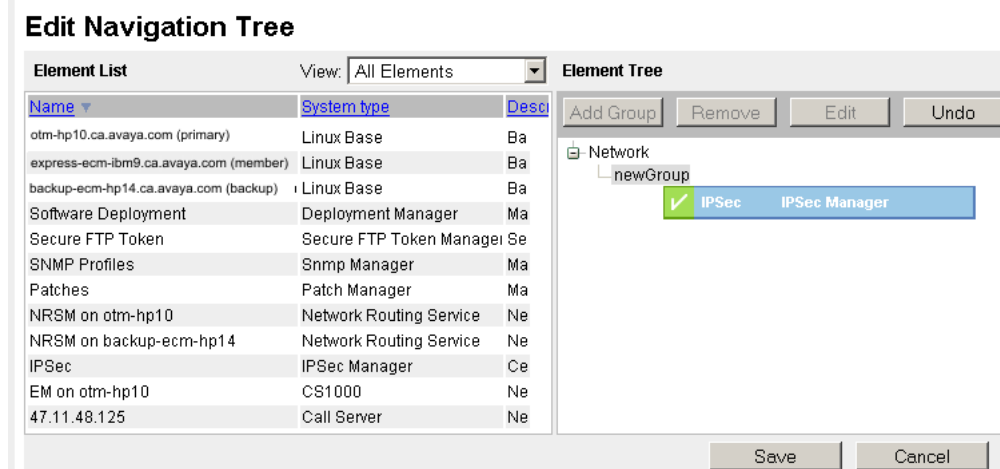 Edit Navigation Tree
Element List View: All Elements Element Tree
Name System type Descr
Add Group Remove Edit Undo
otm-hp10.ca.avaya.com (primary) Linux Base Ba
express-ecm-ibm9.ca.avaya.com (member) Linux Base Ba
backup-ecm-hp14.ca.avaya.com (backup) Linux Base Ba
Software Deployment Deployment Manager Ma
Secure FTP Token Secure FTP Token Manager Se
SNMP Profiles Snmp Manager Ma
Patches Patch Manager Ma
NRSM on otm-hp10 Network Routing Service Ne
NRSM on backup-ecm-hp14 Network Routing Service Ne
IPSec IPSec Manager Ce
EM on otm-hp10 CS1000 Ne
47.11.48.125 Call Server Ne
Network
newGroup
IPSec IPSec Manager
Save Cancel